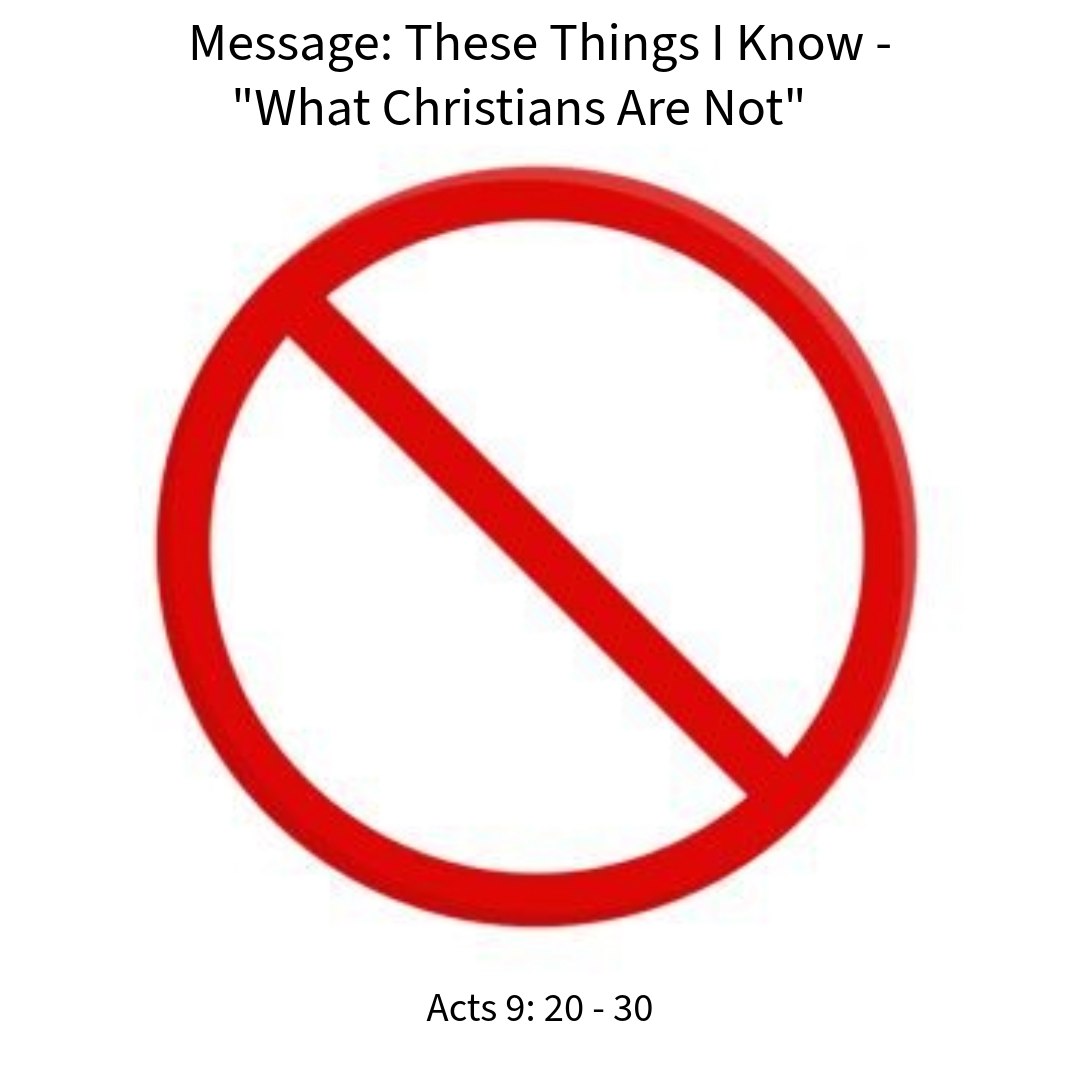 Message: These Things I Know -
"What Christians Are Not"
Acts 9: 20 - 30